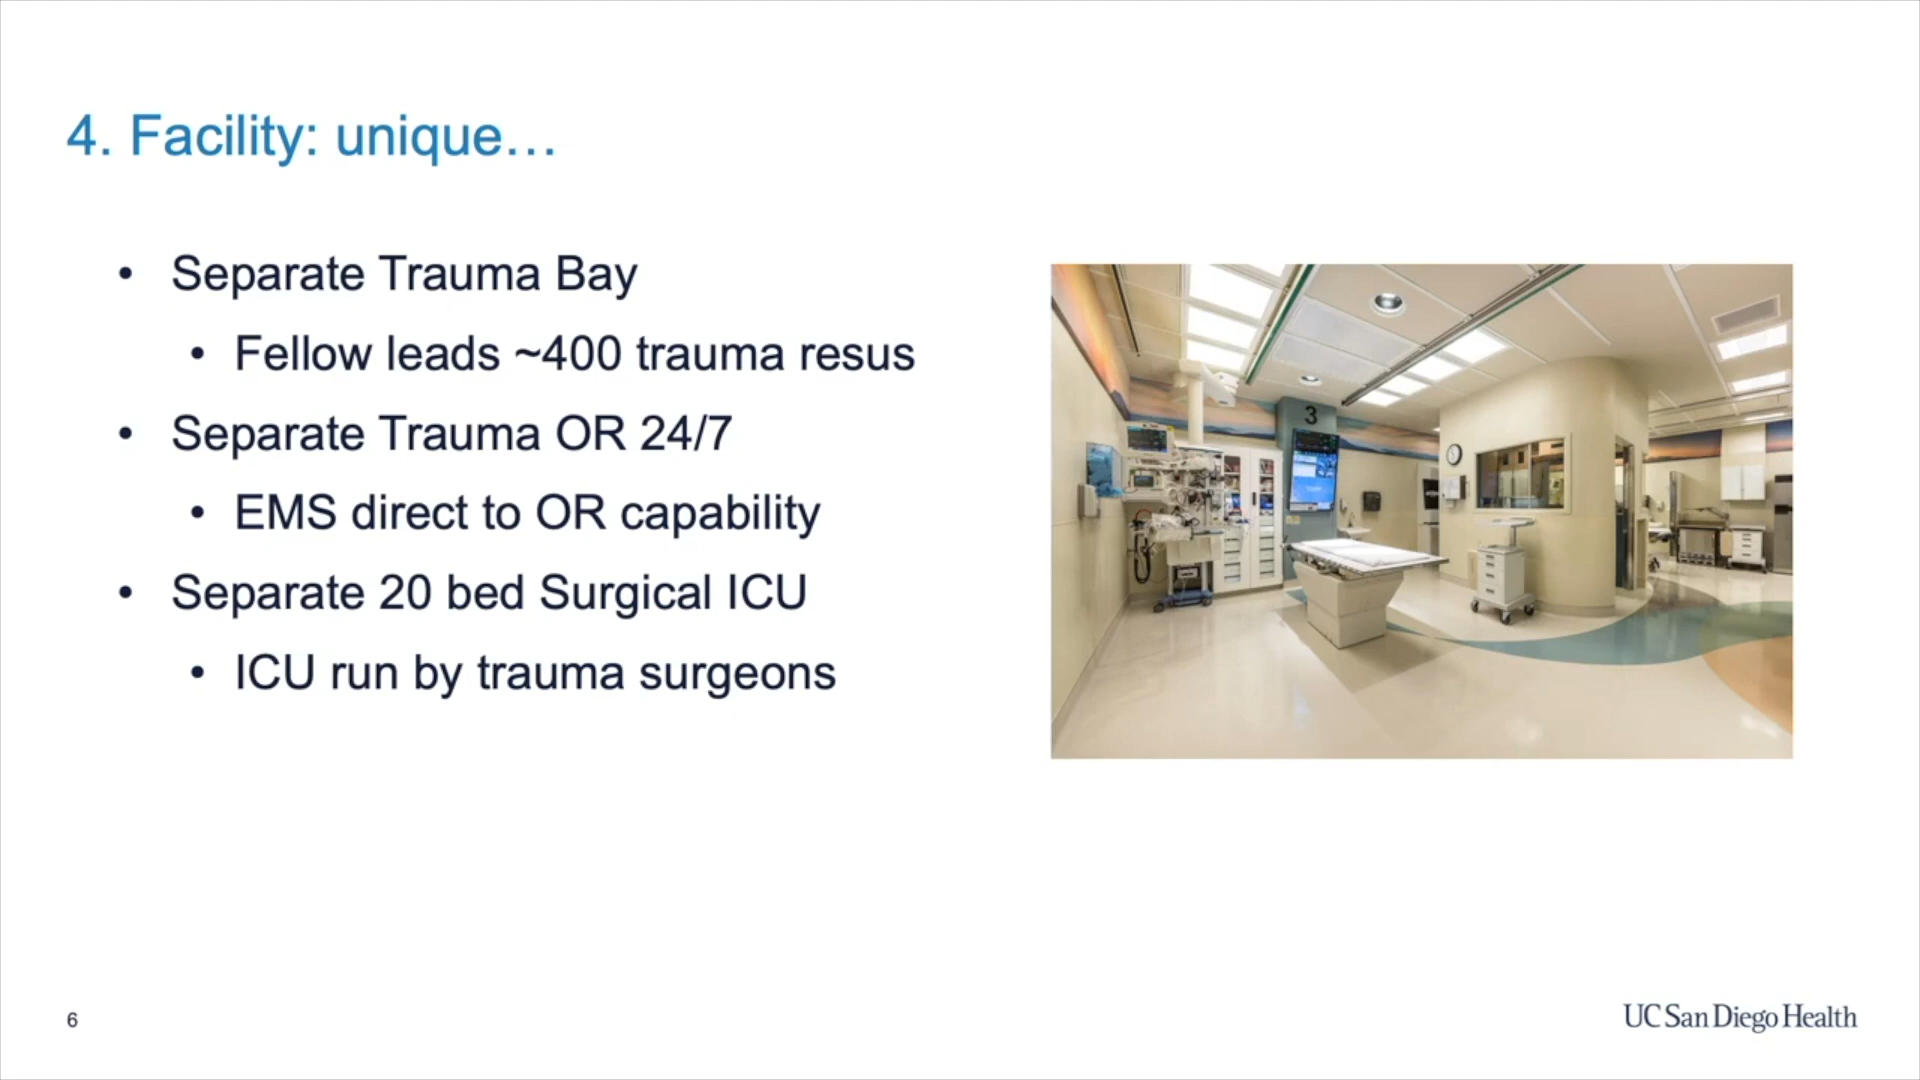 4. Facility: unique…
• Separate Trauma Bay
• Fellow leads ~400 trauma resus
• Separate Trauma OR 24/7
• EMS direct to OR capability
• Separate 20 bed Surgical ICU
• ICU run by trauma surgeons
3
6
UC San Diego Health